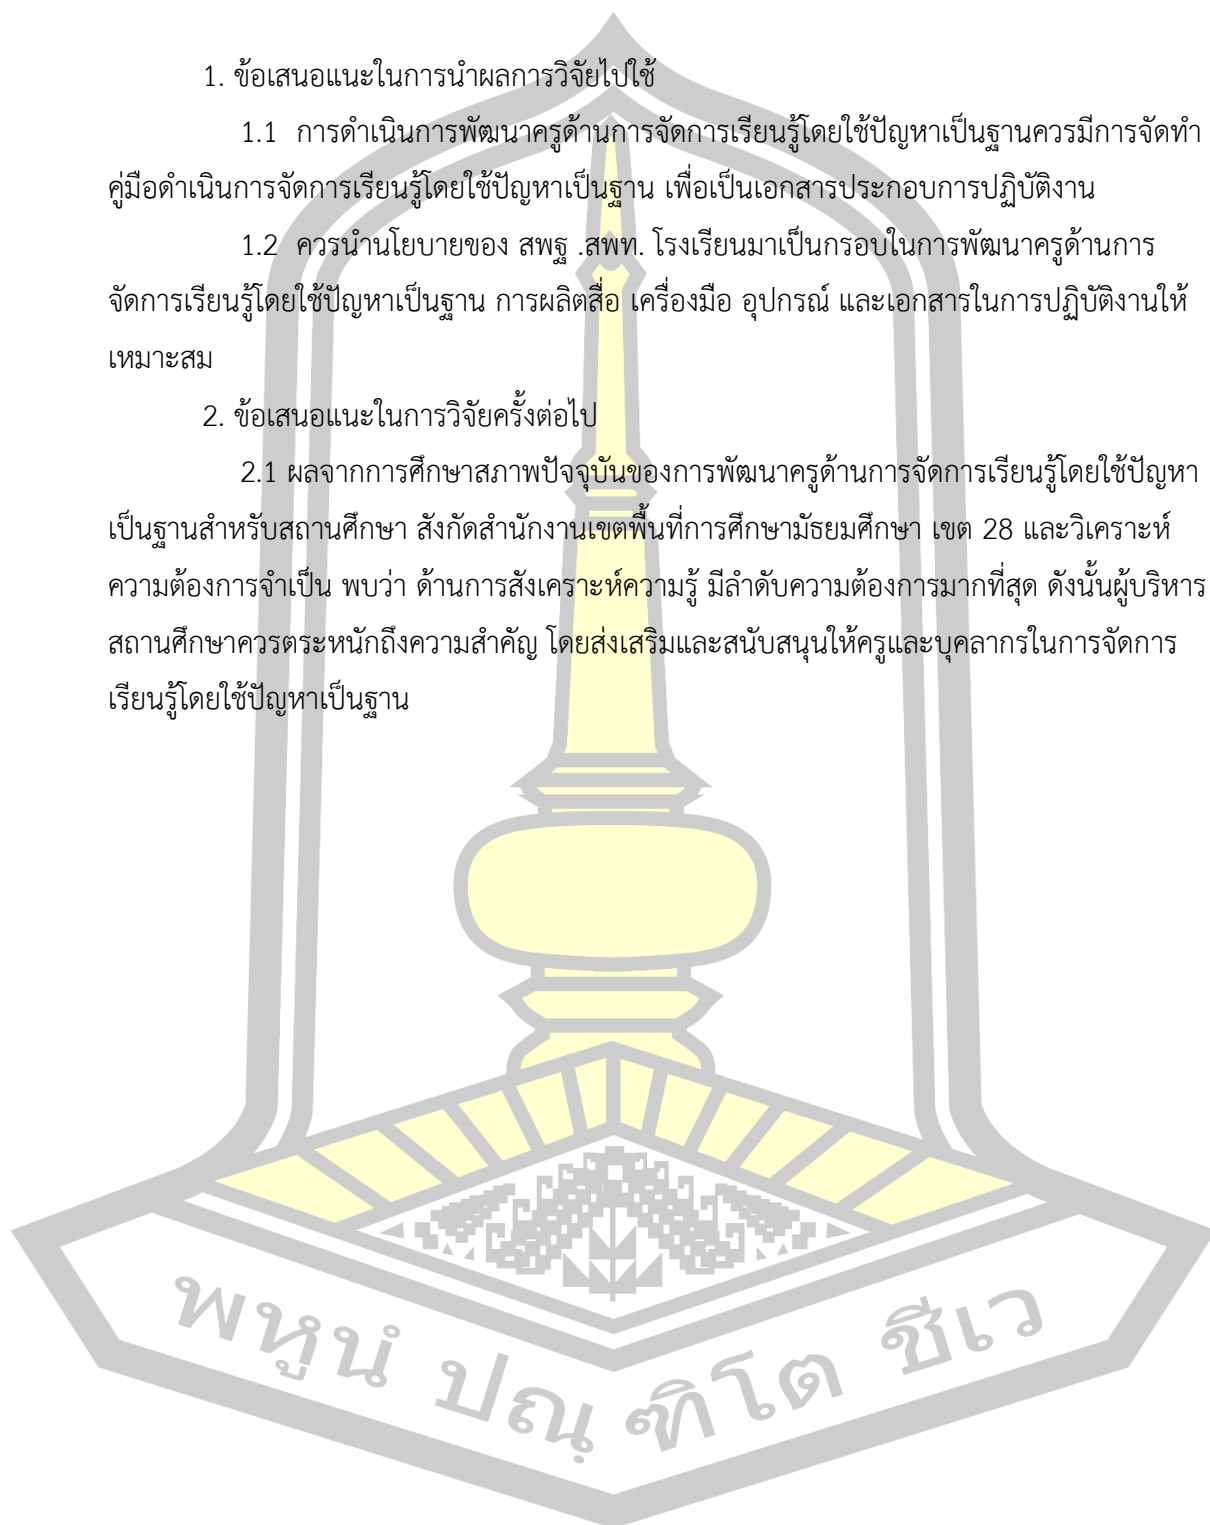 1. ข้อเสนอแนะในการนำผลการวิจัยไปใช้
1.1 การดำเนินการพัฒนาครูด้านการจัดการเรียนรู้โดยใช้ปัญหาเป็นฐานควรมีการจัดทำ
คู่มือดำเนินการจัดการเรียนรู้โดยใช้ปัญหาเป็นฐาน เพื่อเป็นเอกสารประกอบการปฏิบัติงาน
1.2 ควรนำนโยบายของ สพฐ .สพท. โรงเรียนมาเป็นกรอบในการพัฒนาครูด้านการ
จัดการเรียนรู้โดยใช้ปัญหาเป็นฐาน การผลิตสื่อ เครื่องมือ อุปกรณ์ และเอกสารในการปฏิบัติงานให้
เหมาะสม
2. ข้อเสนอแนะในการวิจัยครั้งต่อไป
2.1 ผลจากการศึกษาสภาพปัจจุบันของการพัฒนาครูด้านการจัดการเรียนรู้โดยใช้ปัญหา
เป็นฐานสำหรับสถานศึกษา สังกัดสำนักงานเขตพื้นที่การศึกษามัธยมศึกษา เขต 28 และวิเคราะห์
ความต้องการจำเป็น พบว่า ด้านการสังเคราะห์ความรู้ มีลำดับความต้องการมากที่สุด ดังนั้นผู้บริหาร
สถานศึกษาควรตระหนักถึงความสำคัญ โดยส่งเสริมและสนับสนุนให้ครูและบุคลากรในการจัดการ
เรียนรู้โดยใช้ปัญหาเป็นฐาน
พหูนํ ปณฺ ฑิโต ชีเว